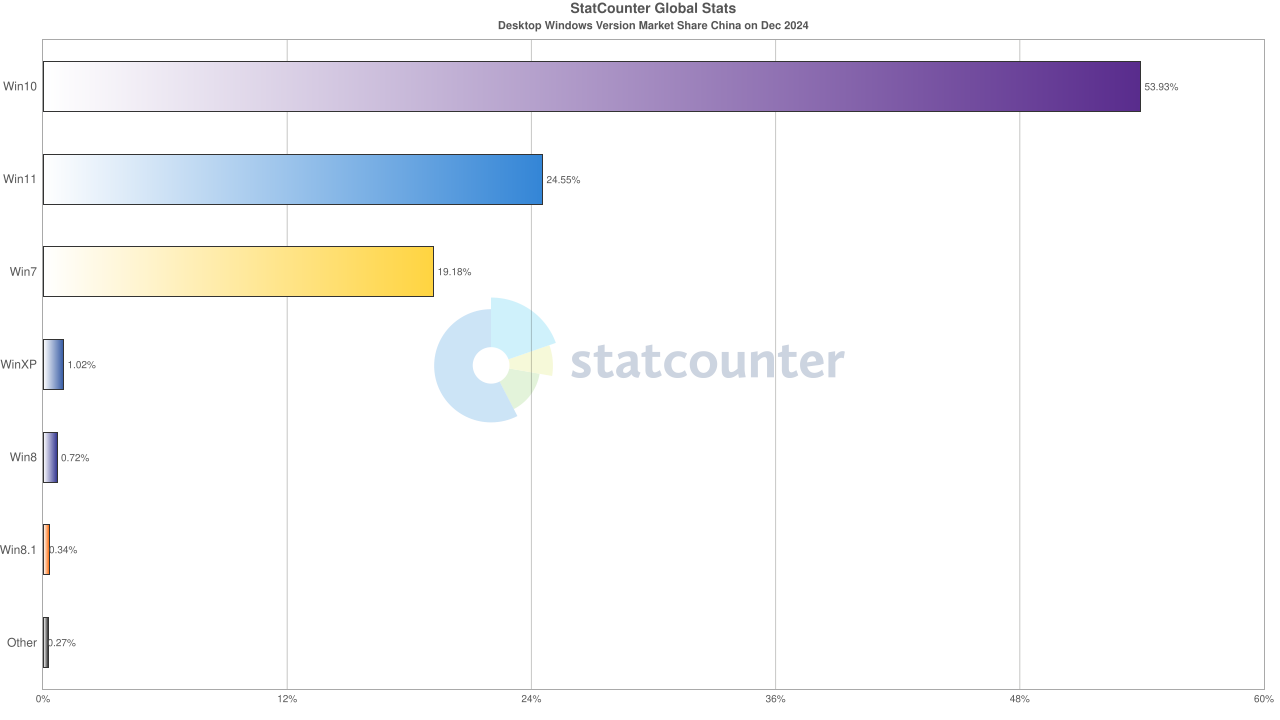 StatCounter Global Stats
Desktop Windows Version Market Share China on Dec 2024
Win10 53.93%
Win11 24.55%
Win7 19.18%
statcounter
WinXP 1.02%
Win8 0.72%
Win8.1 0.34%
Other 0.27%
0% 12% 24% 36% 48% 60%